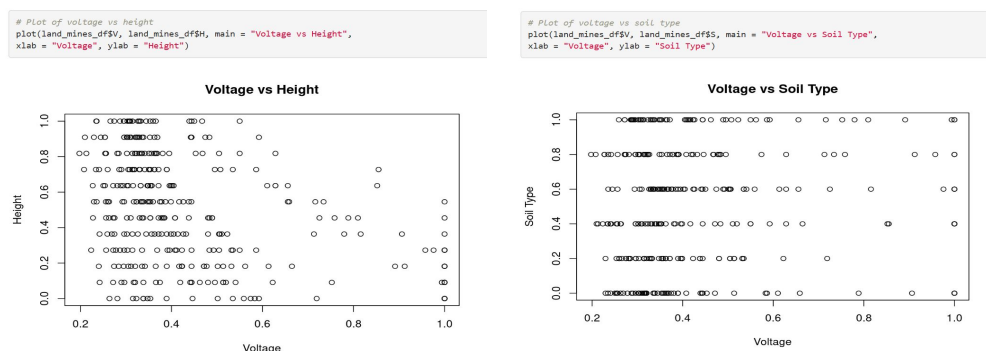 # Plot of voltage vs height
plot(land_mines_df$V, land_mines_df$H, main = "Voltage vs Height",
xlab = "Voltage", ylab = "Height")
Voltage vs Height
Height
0.0 0.2 0.4 0.6 0.8 1.0
0.2 0.4 0.6 0.8 1.0
Voltage
# Plot of voltage vs soil type
plot(land_mines_df$V, land_mines_df$S, main = "Voltage vs Soil Type",
xlab = "Voltage", ylab = "Soil Type")
Voltage vs Soil Type
Soil Type
0.0 0.2 0.4 0.6 0.8 1.0
0.2 0.4 0.6 0.8 1.0
Voltage